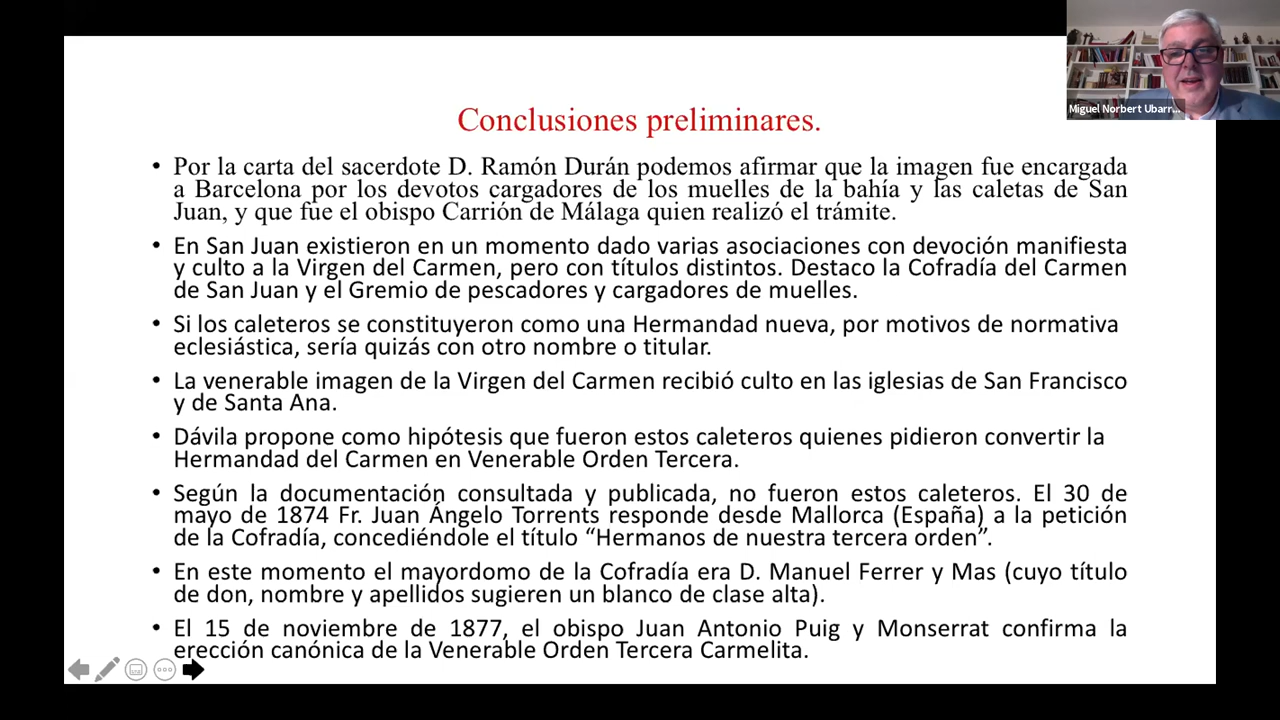 Miguel Norbert Ubarr...
Conclusiones preliminares.
• Por la carta del sacerdote D. Ramón Durán podemos afirmar que la imagen fue encargada
a Barcelona por los devotos cargadores de los muelles de la bahía y las caletas de San
Juan, y que fue el obispo Carrión de Málaga quien realizó el trámite.
• En San Juan existieron en un momento dado varias asociaciones con devoción manifiesta
y culto a la Virgen del Carmen, pero con títulos distintos. Destaco la Cofradía del Carmen
de San Juan y el Gremio de pescadores y cargadores de muelles.
• Si los caleteros se constituyeron como una Hermandad nueva, por motivos de normativa
eclesiástica, sería quizás con otro nombre o titular.
• La venerable imagen de la Virgen del Carmen recibió culto en las iglesias de San Francisco
y de Santa Ana.
• Dávila propone como hipótesis que fueron estos caleteros quienes pidieron convertir la
Hermandad del Carmen en Venerable Orden Tercera.
• Según la documentación consultada y publicada, no fueron estos caleteros. El 30 de
mayo de 1874 Fr. Juan Ángelo Torrents responde desde Mallorca (España) a la petición
de la Cofradía, concediéndole el título “Hermanos de nuestra tercera orden”.
• En este momento el mayordomo de la Cofradía era D. Manuel Ferrer y Mas (cuyo título
de don, nombre y apellidos sugieren un blanco de clase alta).
• El 15 de noviembre de 1877, el obispo Juan Antonio Puig y Monserrat confirma la
erección canónica de la Venerable Orden Tercera Carmelita.